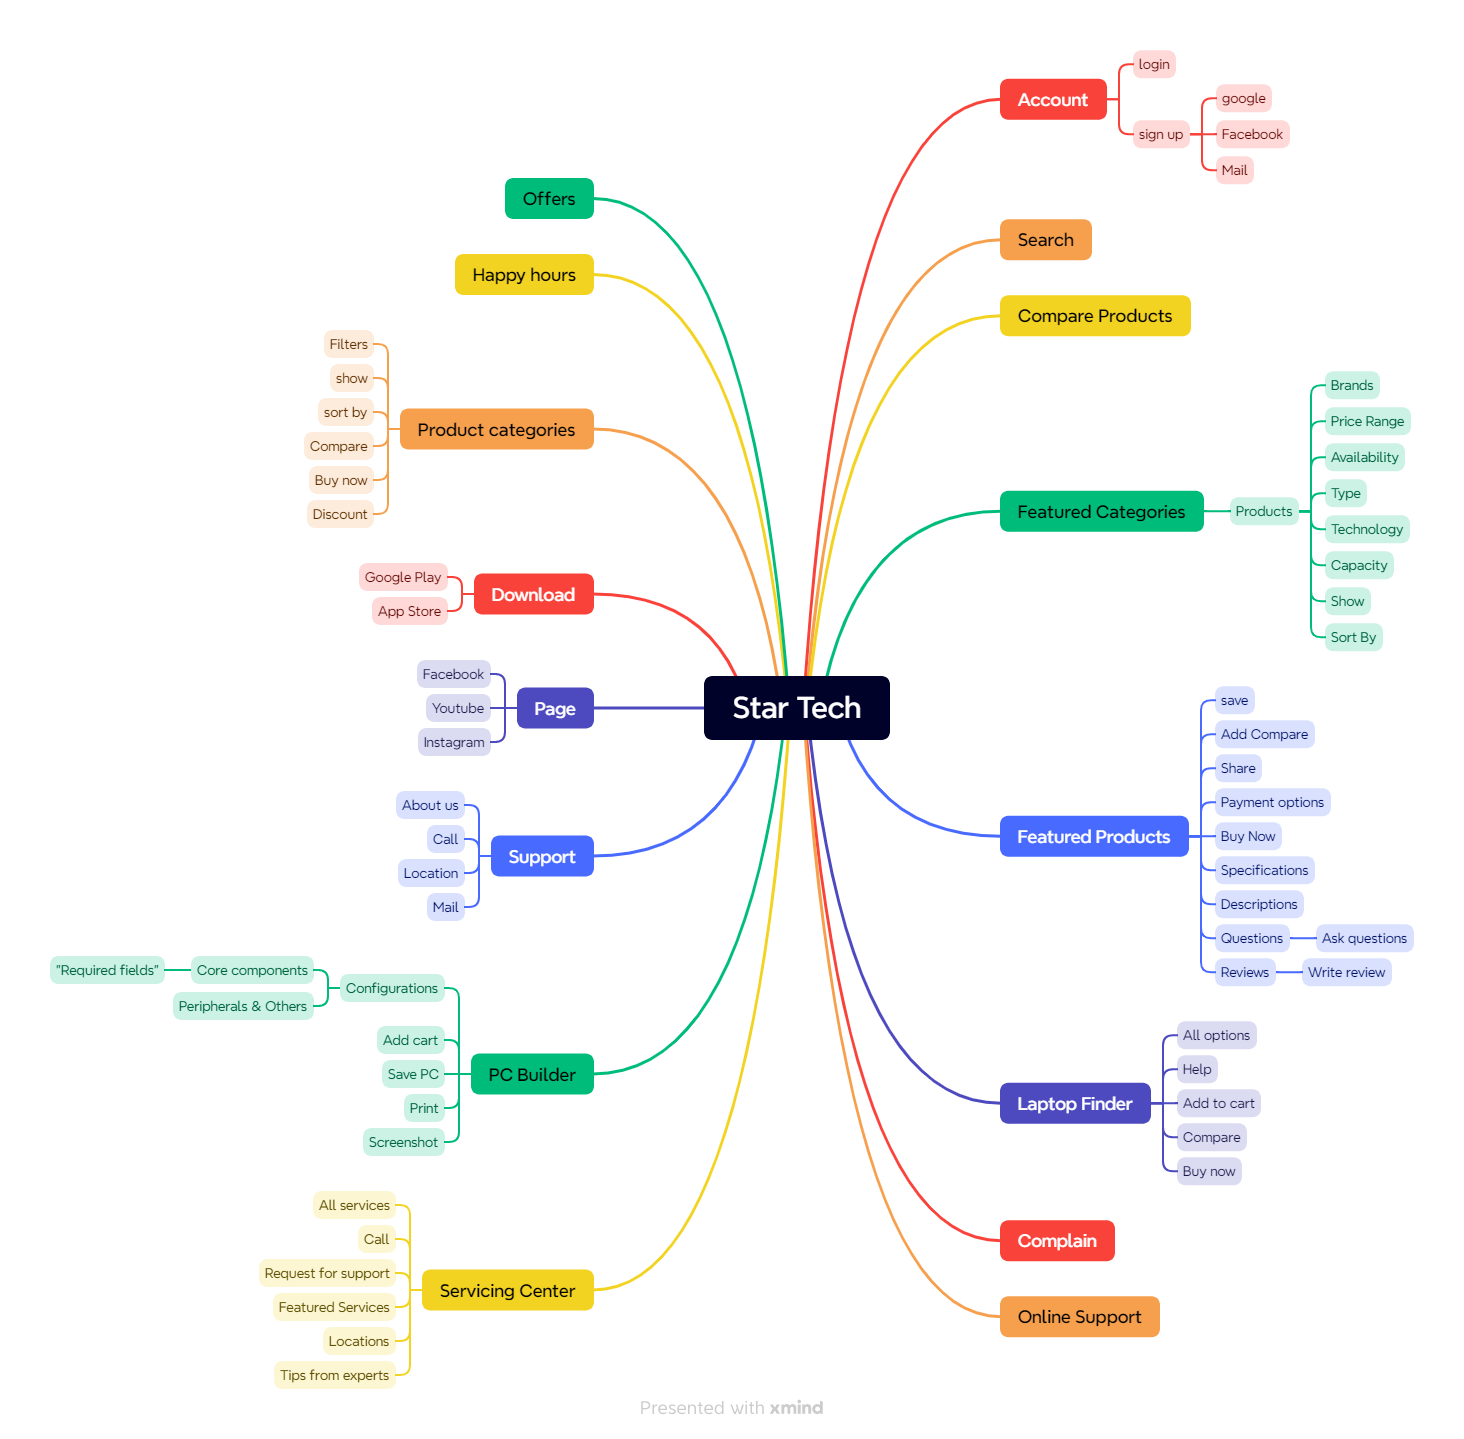 Star Tech
Account
login
sign up
google
Facebook
Mail
Search
Compare Products
Featured Categories
Products
Brands
Price Range
Availability
Type
Technology
Capacity
Show
Sort By
Featured Products
save
Add Compare
Share
Payment options
Buy Now
Specifications
Descriptions
Questions
Ask questions
Reviews
Write review
Laptop Finder
All options
Help
Add to cart
Compare
Buy now
Complain
Online Support
Offers
Happy hours
Product categories
Filters
show
sort by
Compare
Buy now
Discount
Download
Google Play
App Store
Page
Facebook
Youtube
Instagram
Support
About us
Call
Location
Mail
PC Builder
Configurations
Core components
"Required fields"
Peripherals & Others
Add cart
Save PC
Print
Screenshot
Servicing Center
All services
Call
Request for support
Featured Services
Locations
Tips from experts
Presented with xmind